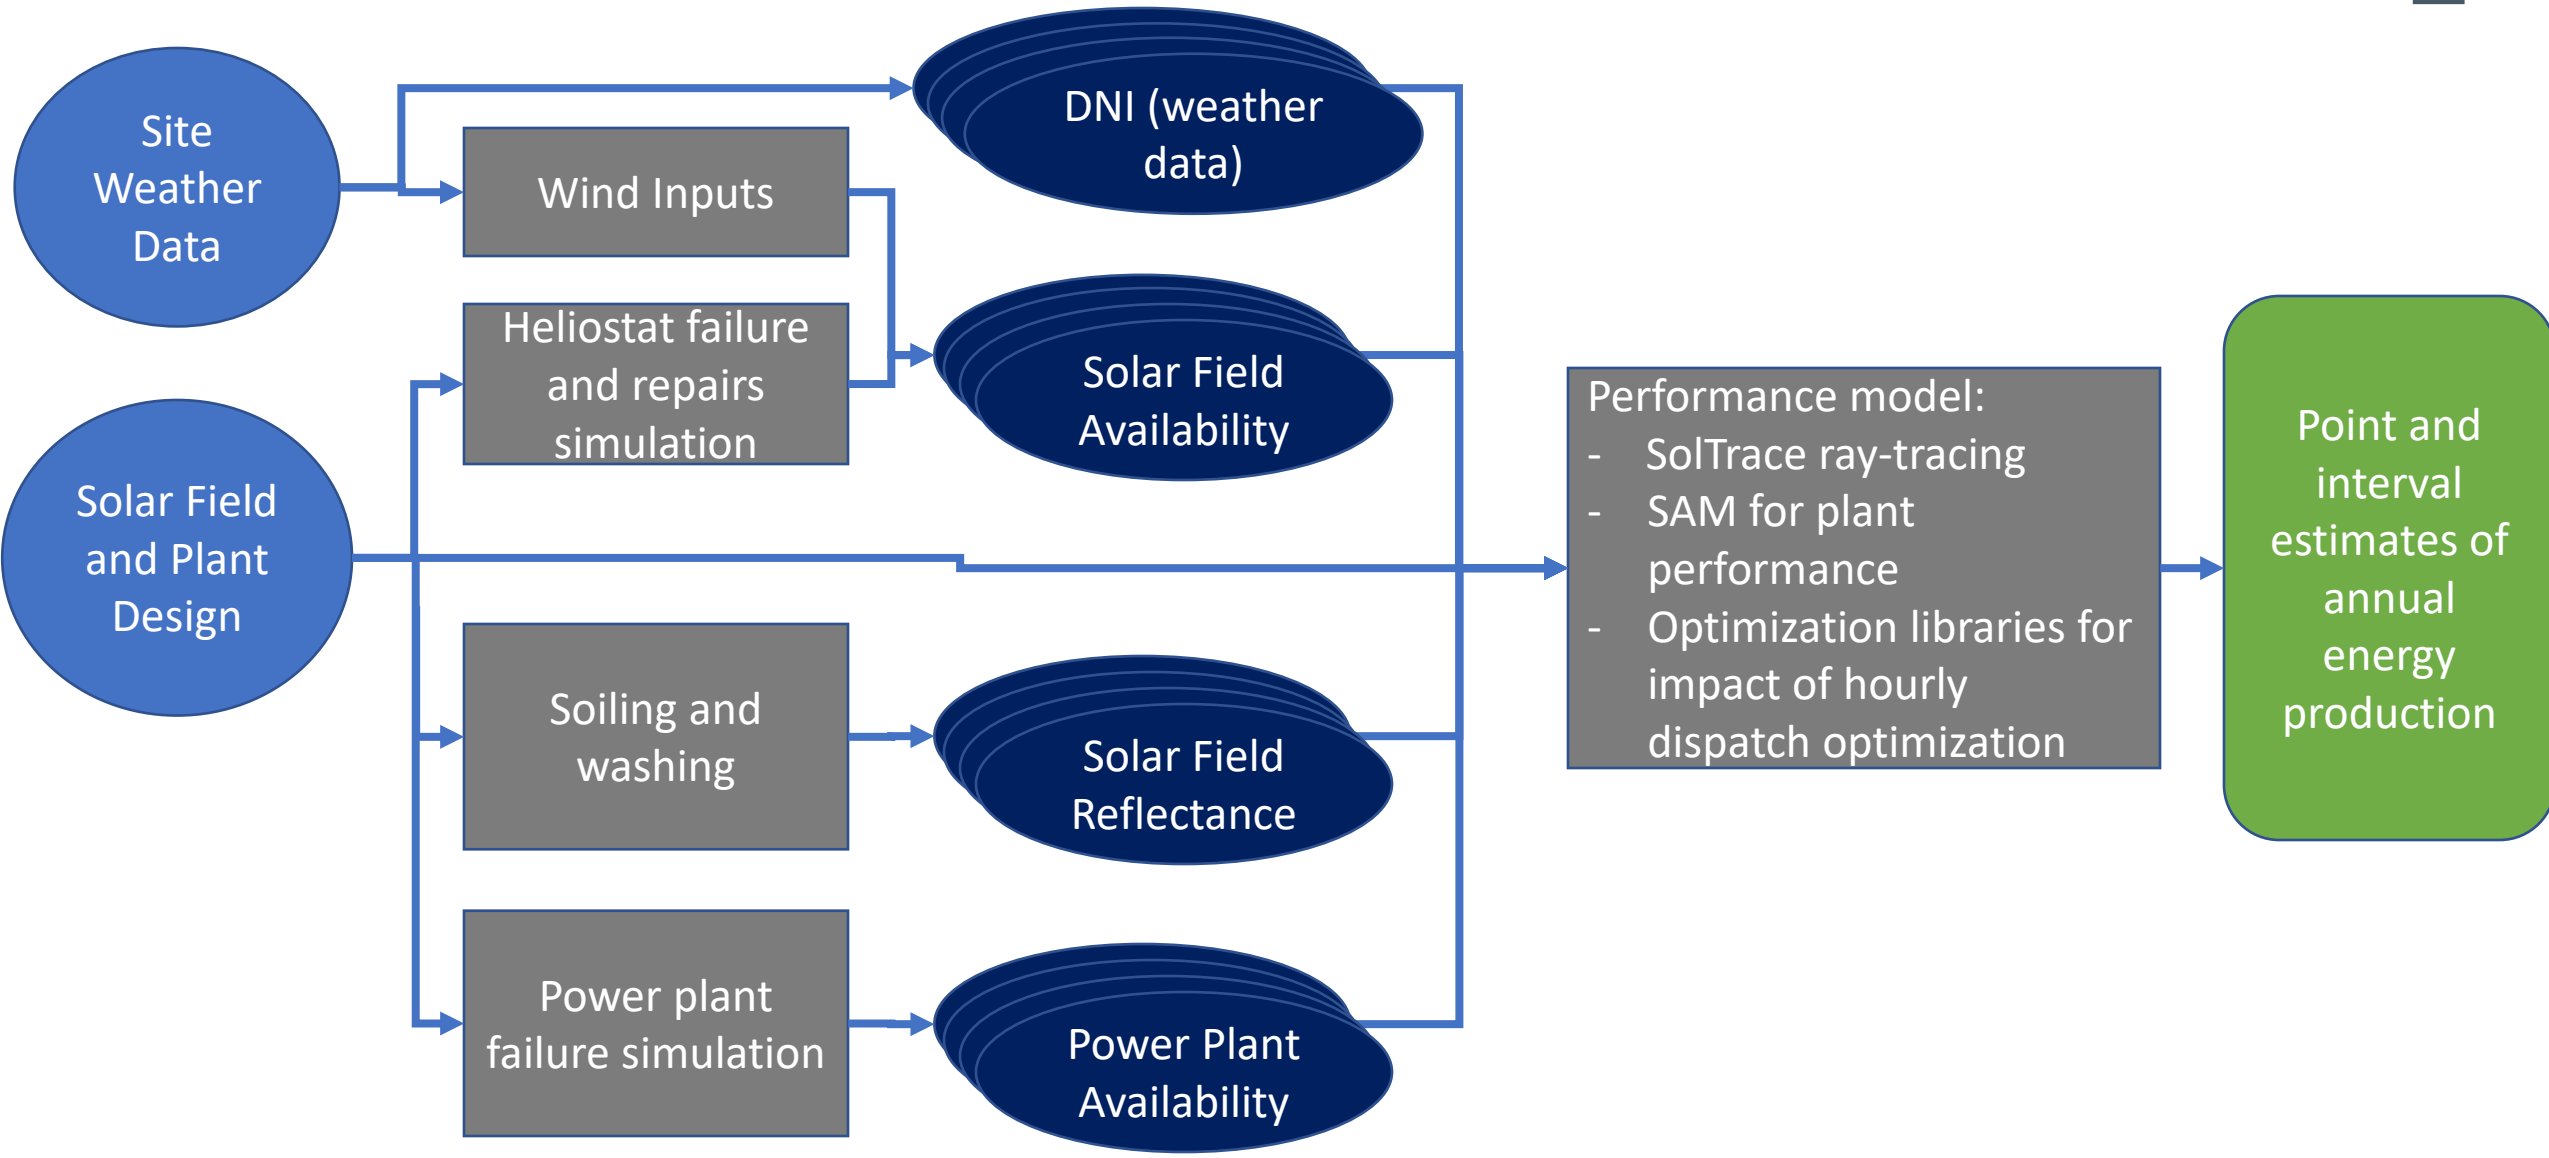 Site
Weather
Data
Solar Field
and Plant
Design
Wind Inputs
Heliostat failure
and repairs
simulation
Soiling and
washing
Power plant
failure simulation
DNI (weather
data)
Solar Field
Availability
Solar Field
Reflectance
Power Plant
Availability
Performance model:
- SolTrace ray-tracing
- SAM for plant
performance
- Optimization libraries for
impact of hourly
dispatch optimization
Point and
interval
estimates of
annual
energy
production